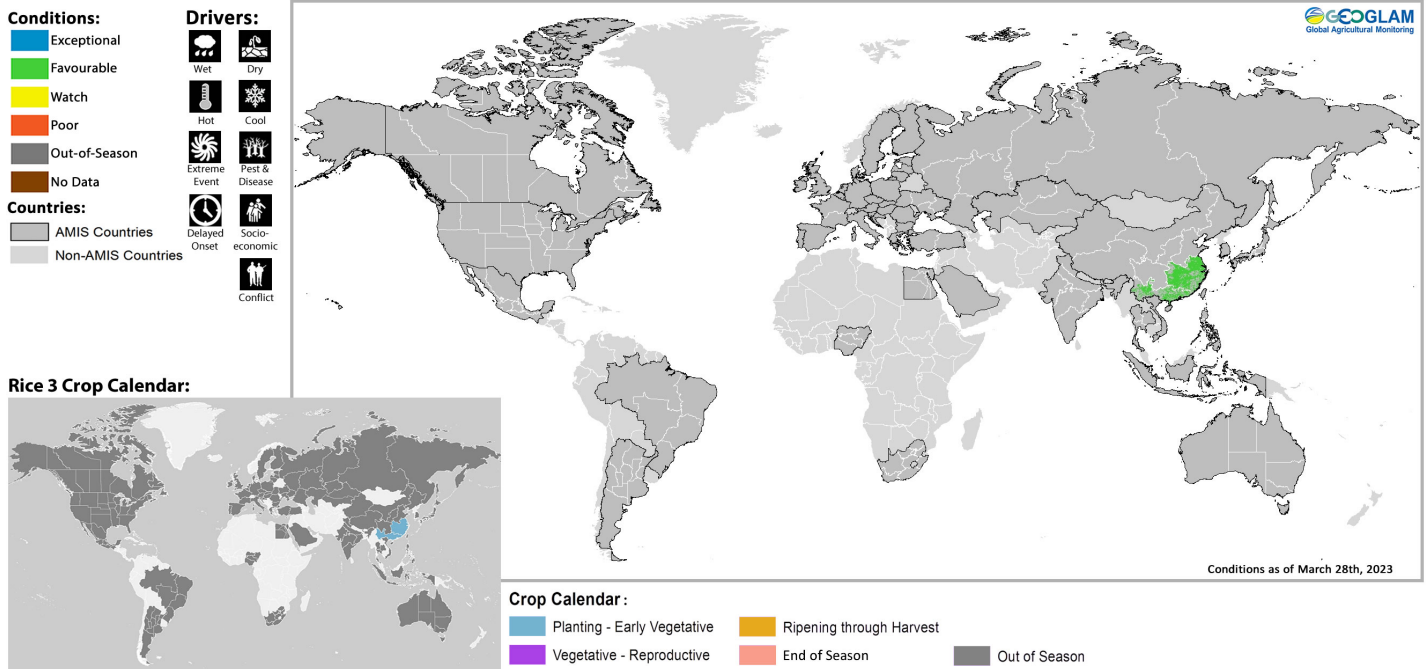 Conditions:
Exceptional
Favourable
Watch
Poor
Out-of-Season
No Data
Countries:
AMIS Countries
Non-AMIS Countries
Drivers:
Wet
Dry
Hot
Cool
Extreme
Event
Pest &
Disease
Delayed
Onset
Socio-
economic
Conflict
GEOGLAM
Global Agricultural Monitoring
Conditions as of March 28th, 2023
Rice 3 Crop Calendar:
Crop Calendar :
Planting - Early Vegetative
Ripening through Harvest
Vegetative - Reproductive
End of Season
Out of Season